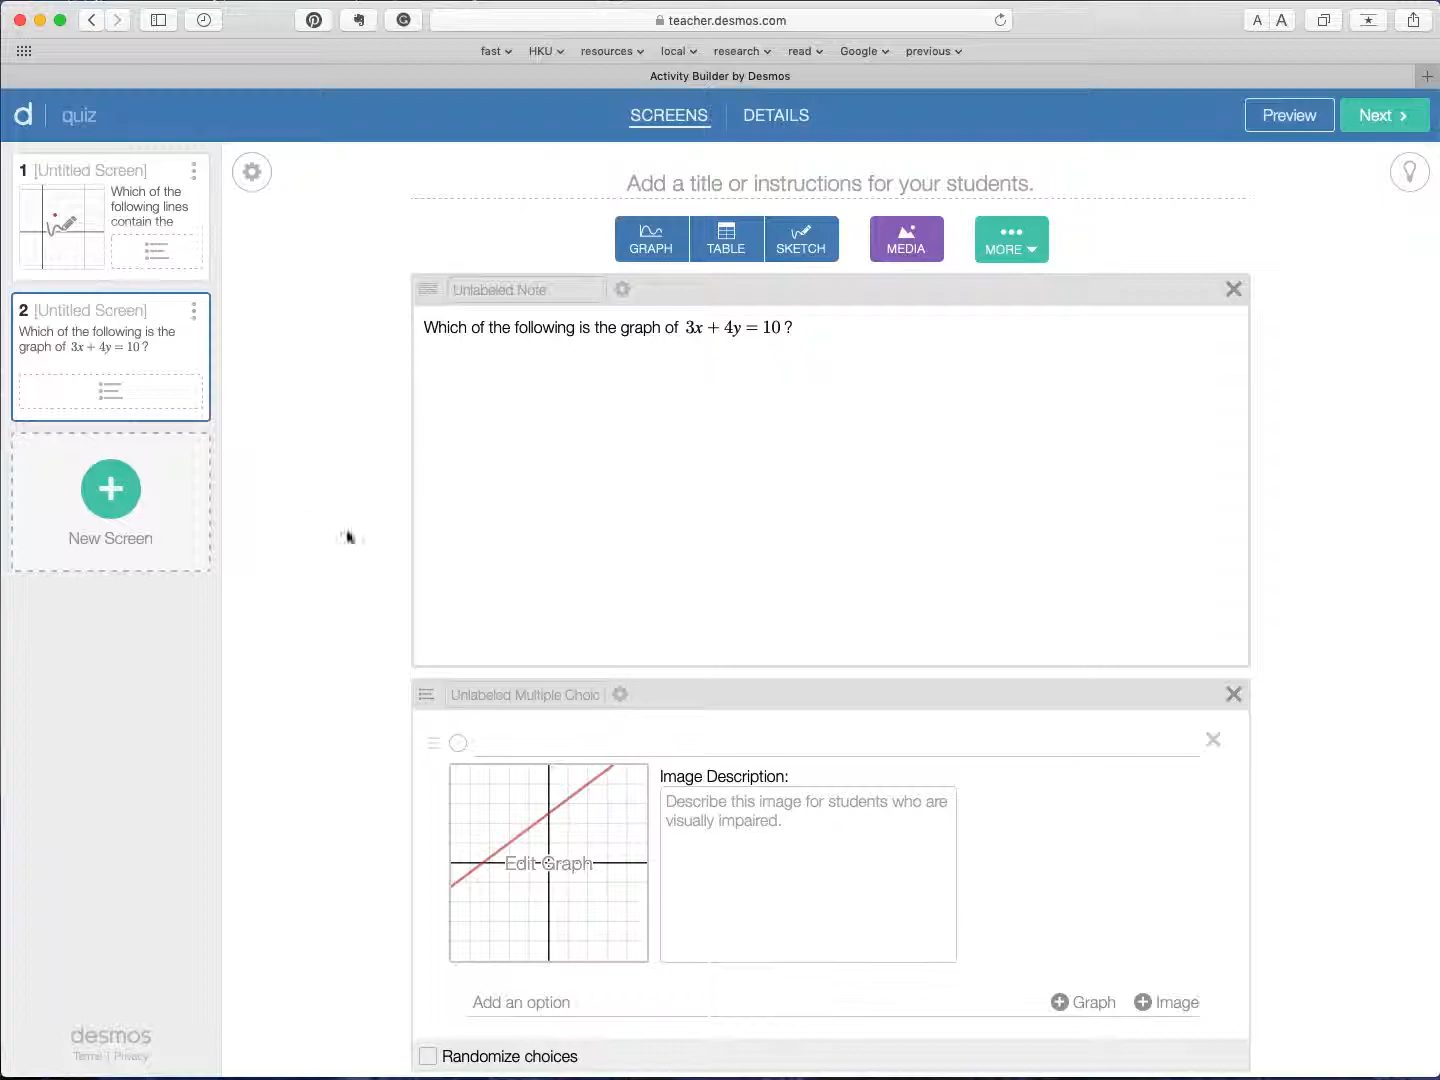 teacher.desmos.com
A A
fast HKU resources local research read Google previous
Activity Builder by Desmos
d quiz SCREENS DETAILS Preview Next
1 [Untitled Screen]
Which of the
following lines
contain the
2 [Untitled Screen]
Which of the following is the
graph of 3x + 4y = 10 ?
New Screen
desmos
Terms | Privacy
Add a title or instructions for your students.
GRAPH TABLE SKETCH MEDIA MORE
Unlabeled Note
Which of the following is the graph of 3x + 4y = 10 ?
Unlabeled Multiple Choic
Image Description:
Describe this image for students who are
visually impaired.
Edit Graph
Add an option Graph Image
Randomize choices